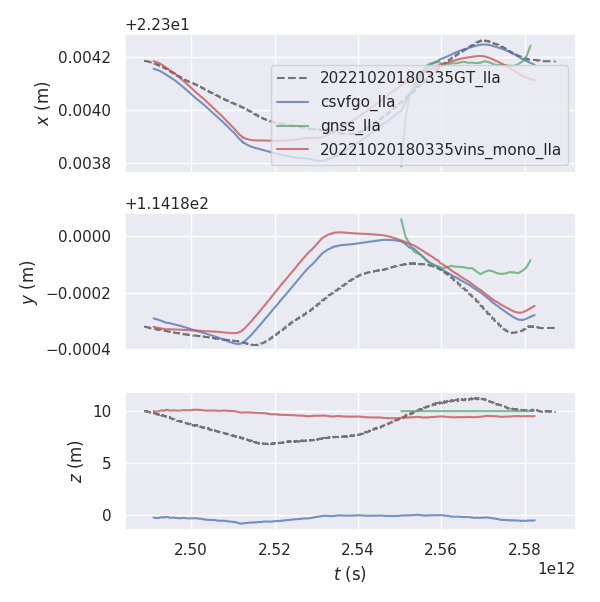 +2.23e1
0.0042
0.0040
0.0038
x (m)
20221020180335GT_lla
csvfgo_lla
gnss_lla
20221020180335vins_mono_lla
+1.1418e2
0.0000
−0.0002
−0.0004
y (m)
10
5
0
z (m)
2.50 2.52 2.54 2.56 2.58
1e12
t (s)